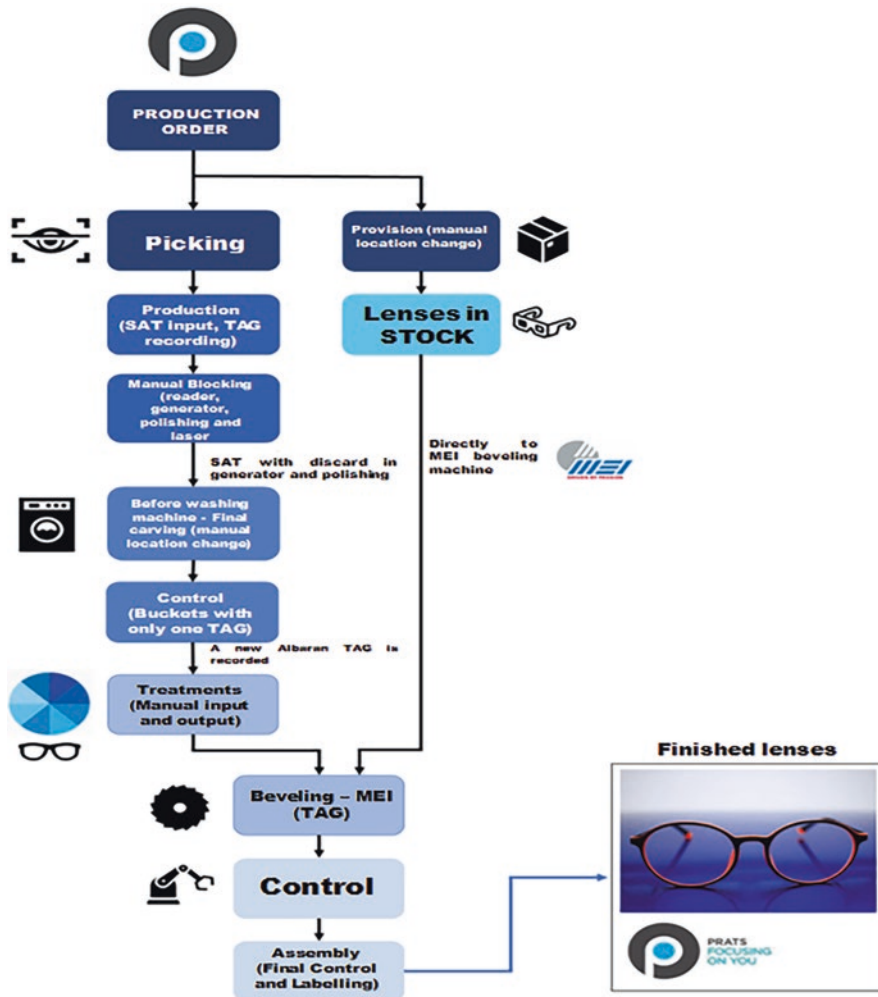 PRODUCTION
ORDER
Picking
Provision (manual
location change)
Production
(SAT input, TAG
recording)
Lenses in
STOCK
Manual Blocking
(reader,
generator,
polishing and
laser
SAT with discard in
generator and polishing
Directly to
MEI beveling
machine
MEI
Before washing
machine - Final
carving (manual
location change)
Control
(Buckets with
only one TAG)
A new Albaran TAG is
recorded
Treatments
(Manual input
and output)
Beveling – MEI
(TAG)
Control
Assembly
(Final Control
and Labelling)
Finished lenses
PRATS
FOCUSING
ON YOU